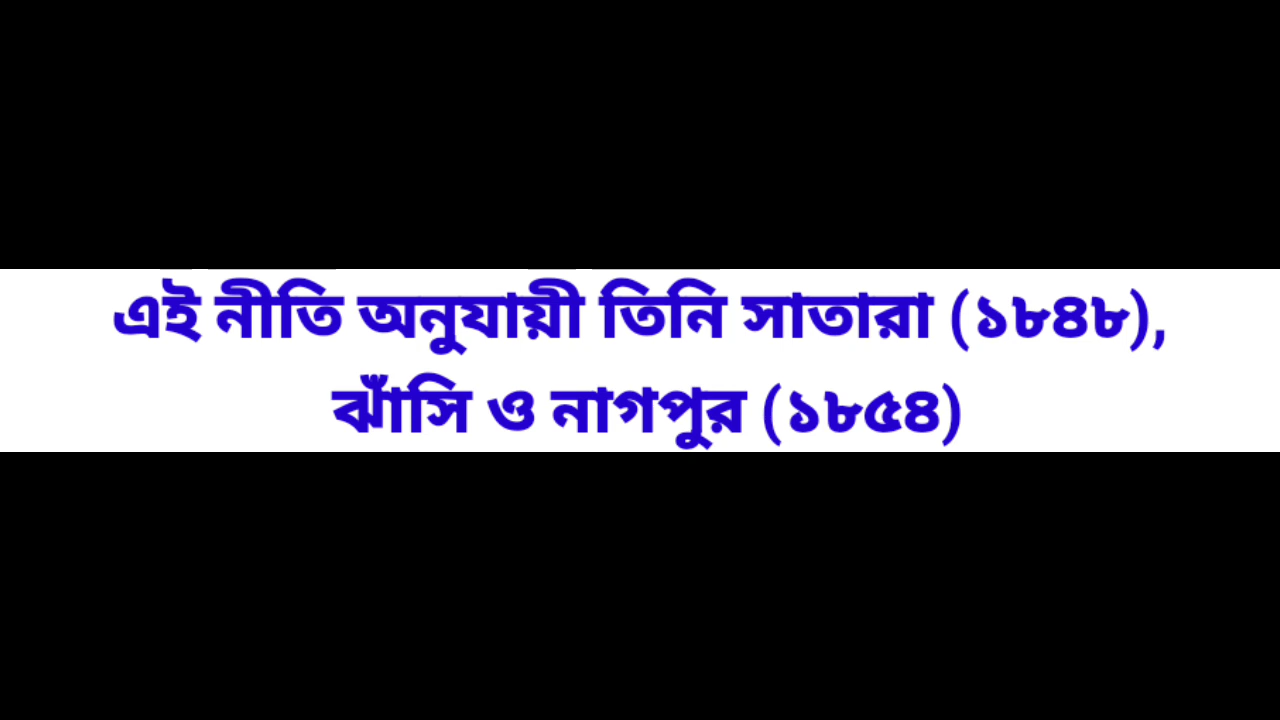 এই নীতি অনুযায়ী তিনি সাতারা (১৮৪৮),
ঝাঁসি ও নাগপুর (১৮৫৪)